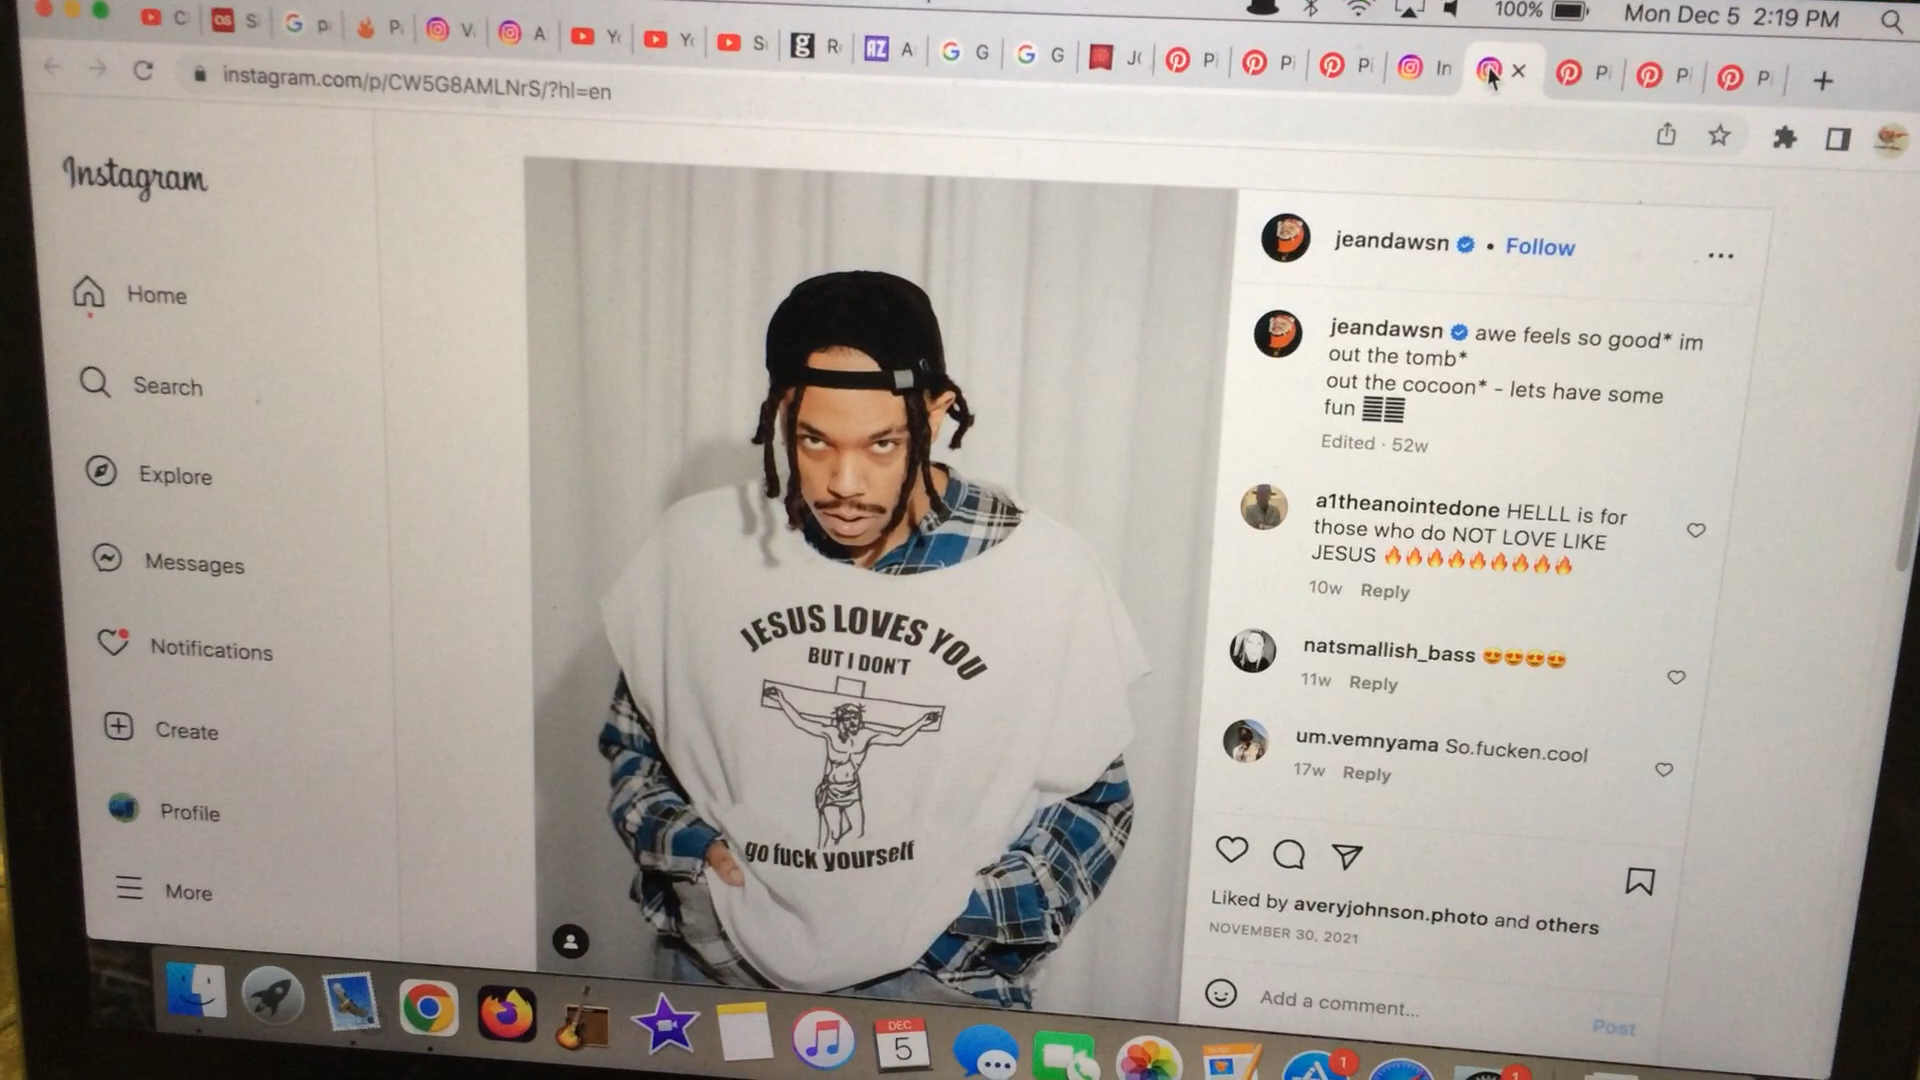 100% Mon Dec 5 2:19 PM
C
S
G p
P
V
A
Y
Y
S
g R
AZ A
G G
G G
J
P
P
P
In
P
P
P
instagram.com/p/CW5G8AMLNrS/?hl=en
Instagram
Home
Search
Explore
Messages
Notifications
Create
Profile
More
JESUS LOVES YOU
BUT I DON'T
go fuck yourself
jeandawsn • Follow
jeandawsn awe feels so good* im
out the tomb*
out the cocoon* - lets have some
fun
Edited · 52w
a1theanointedone HELLL is for
those who do NOT LOVE LIKE
JESUS 🔥🔥🔥🔥🔥🔥🔥🔥🔥
10w Reply
natsmallish_bass 😍😍😍😍
11w Reply
um.vemnyama So.fucken.cool
17w Reply
Liked by averyjohnson.photo and others
NOVEMBER 30, 2021
Add a comment...
Post
DEC
5
1
1